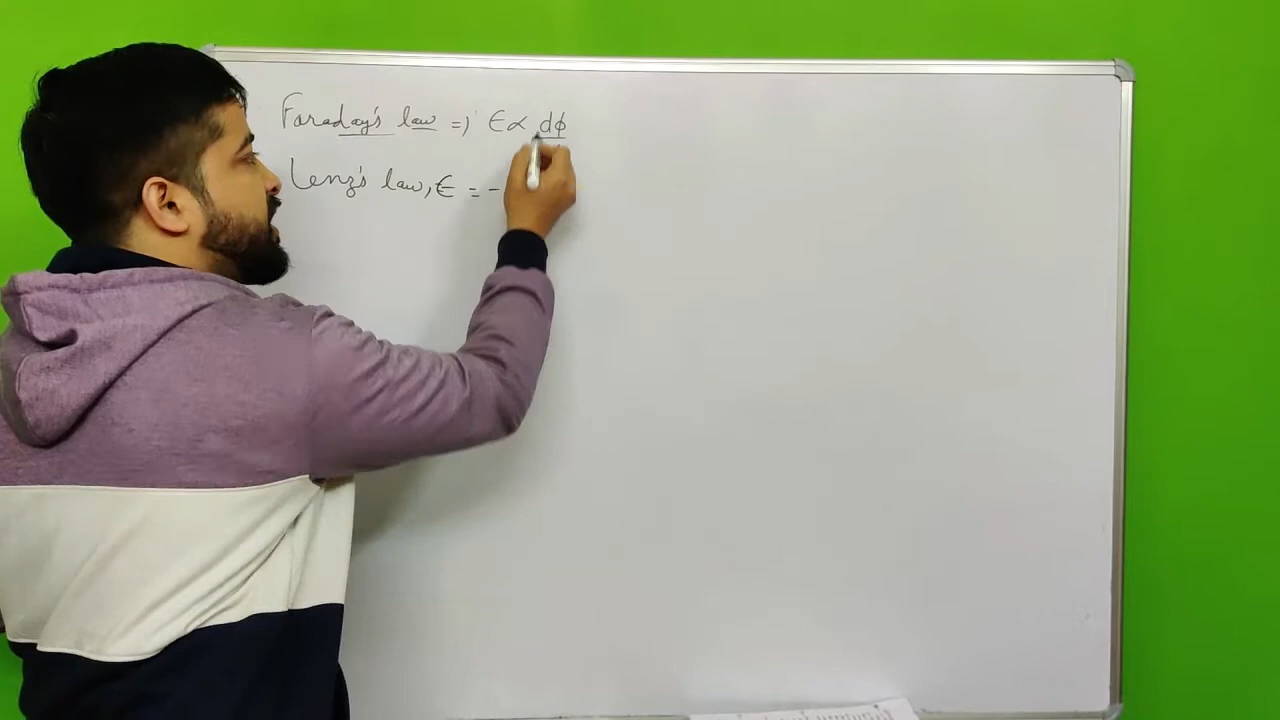 Faraday's law => ε ∝ dϕ
Lenz's law, ε = -